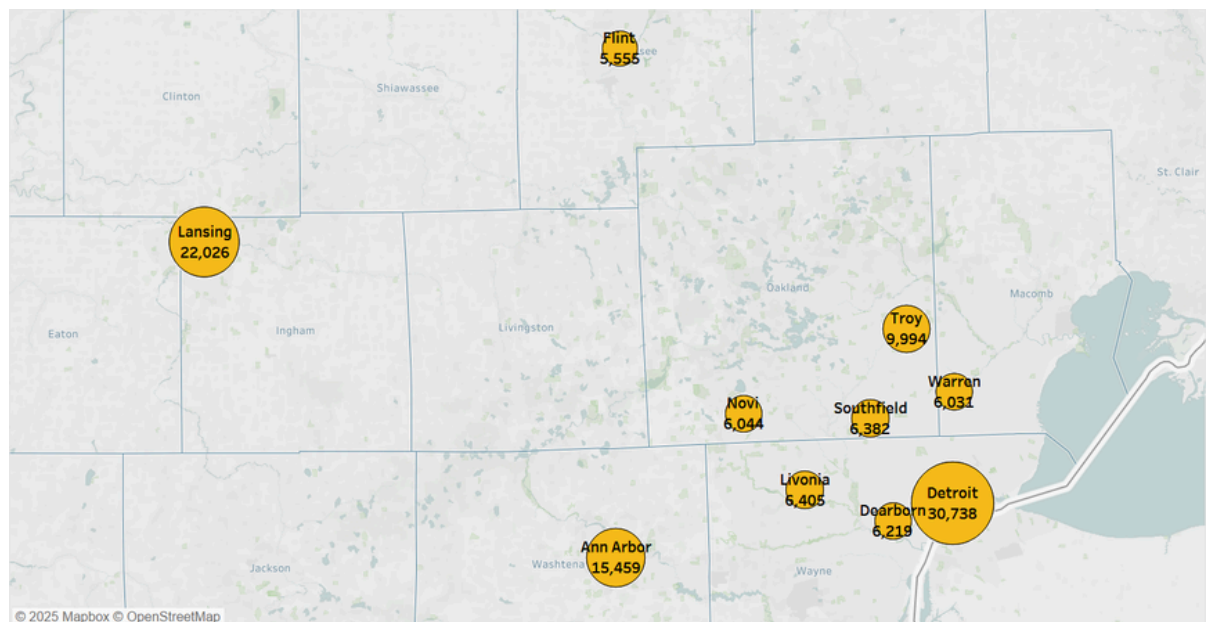 Flint
5,555
see
Clinton
Shiawassee
St. Clair
Lansing
22,026
Oakland
Macomb
Troy
9,994
Eaton
Ingham
Livingston
Warren
6,031
Novi
6,044
Southfield
6,382
Livonia
6,405
Detroit
30,738
Dearborn
6,219
Ann Arbor
15,459
Washtena
Jackson
Wayne
© 2025 Mapbox © OpenStreetMap